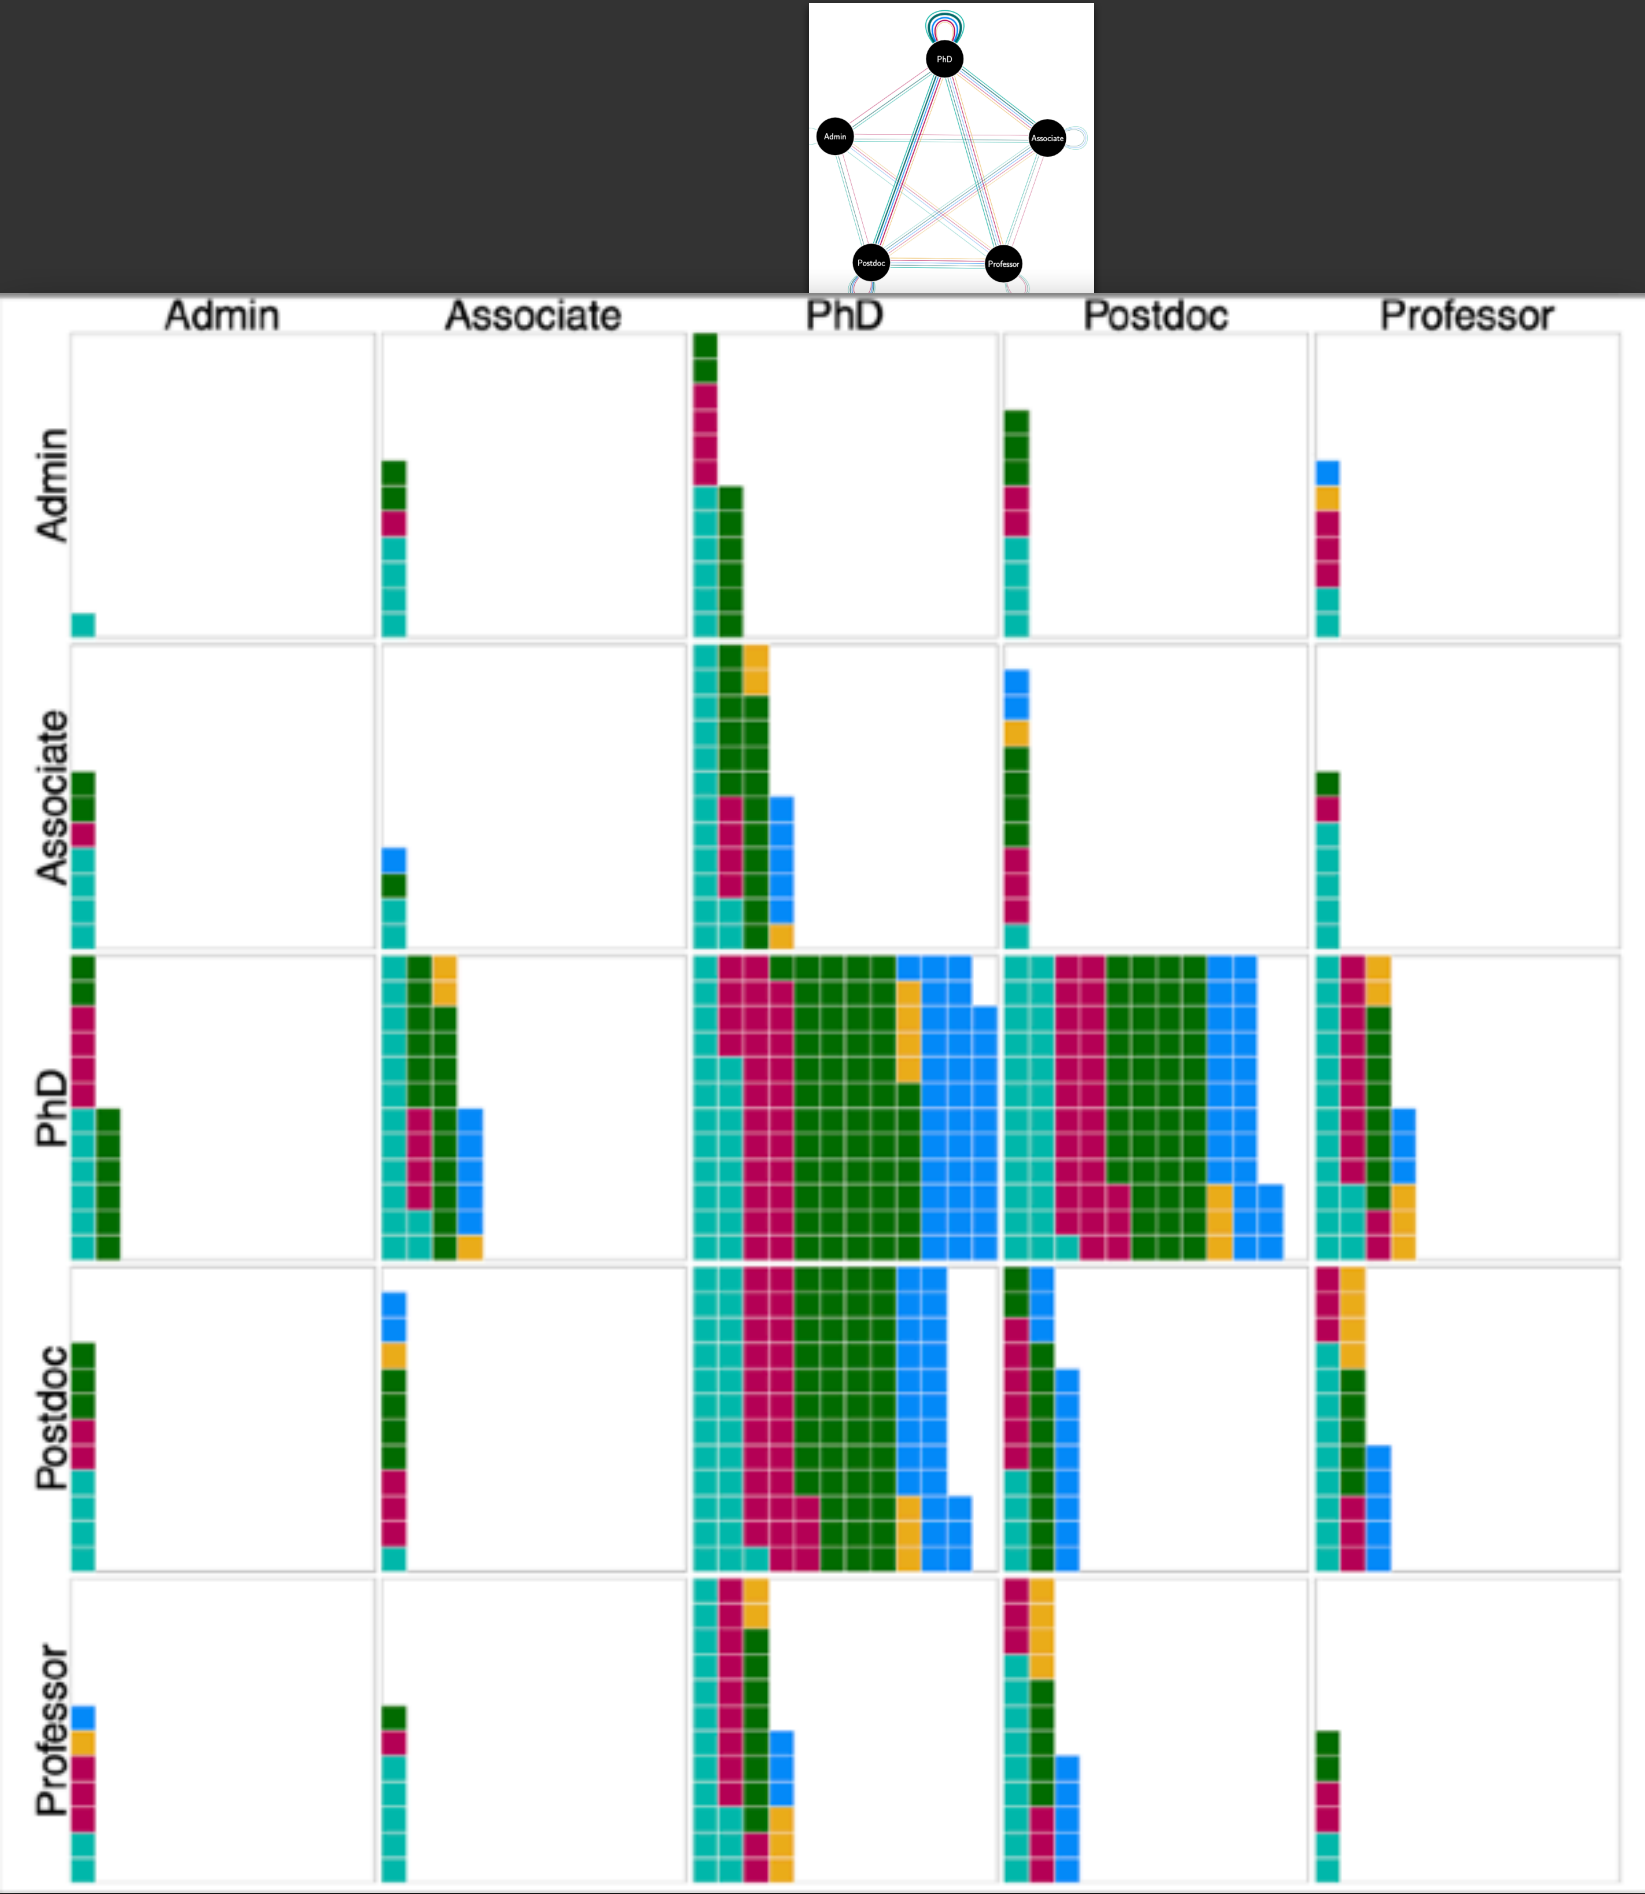 PhD
Admin
Associate
Postdoc
Professor
Admin Associate PhD Postdoc Professor
Admin
Associate
PhD
Postdoc
Professor